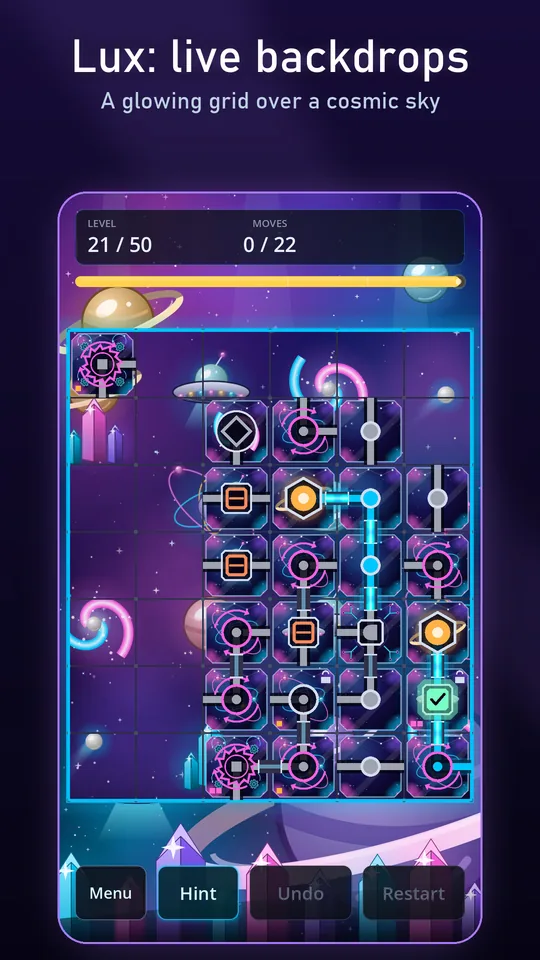 Lux: live backdrops
A glowing grid over a cosmic sky
LEVEL MOVES
21 / 50 0 / 22
Menu Hint Undo Restart